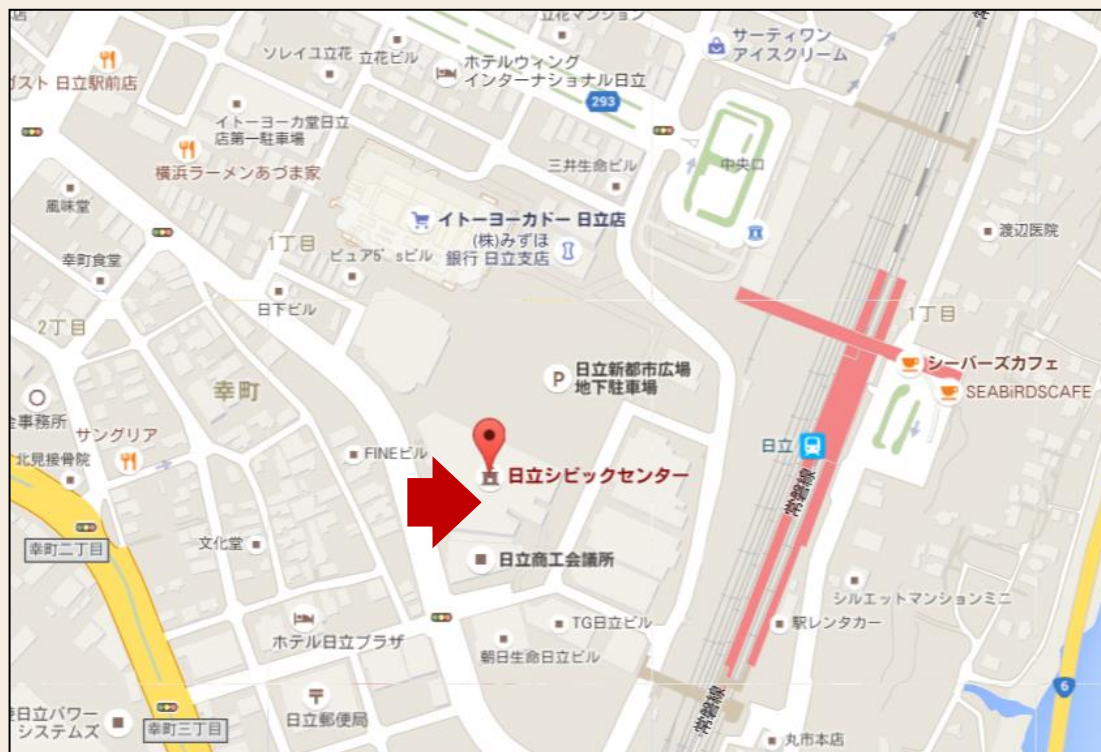 立花マンション
ソレイユ立花
立花ビル
サーティワン
アイスクリーム
ホテルウィング
インターナショナル日立
ガスト 日立駅前店
293
イトーヨーカ堂日立
店第一駐車場
三井生命ビル
中央口
横浜ラーメンあづま家
風味堂
イトーヨーカドー 日立店
(株)みずほ
銀行 日立支店
渡辺医院
1丁目
ピュア5’sビル
幸町食堂
日下ビル
1丁目
2丁目
日立新都市広場
地下駐車場
P
シーバーズカフェ
SEABiRDSCAFE
幸町
事務所
サングリア
北見接骨院
FINEビル
日立
日立シビックセンター
常磐線
幸町二丁目
文化堂
日立商工会議所
シルエットマンションミニ
TG日立ビル
駅レンタカー
ホテル日立プラザ
朝日生命日立ビル
6
日立郵便局
常磐線
日立パワー
システムズ
幸町三丁目
丸市本店